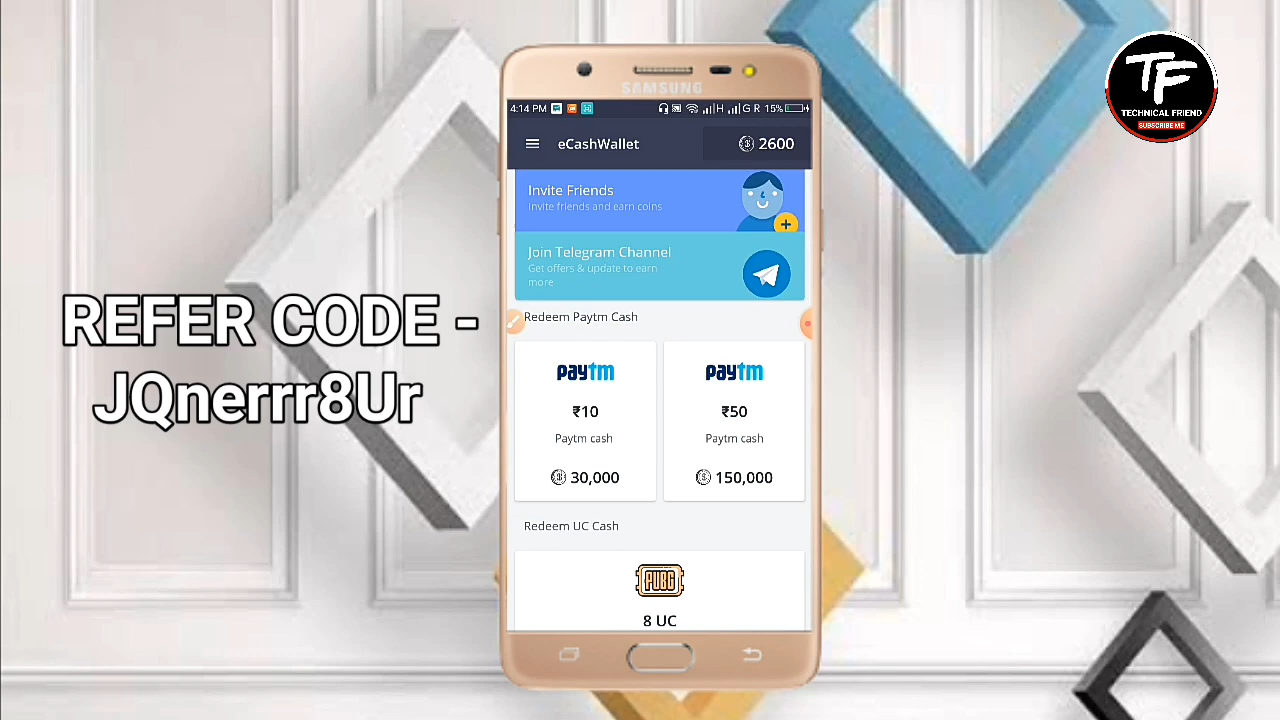 TF
TECHNICAL FRIEND
SUBSCRIBE ME
REFER CODE -
JQnerrr8Ur
SAMSUNG
4:14 PM H G R 15%
eCashWallet 2600
Invite Friends
Invite friends and earn coins
Join Telegram Channel
Get offers & update to earn
more
Redeem Paytm Cash
paytm paytm
₹10 ₹50
Paytm cash Paytm cash
30,000 150,000
Redeem UC Cash
PUBG
8 UC